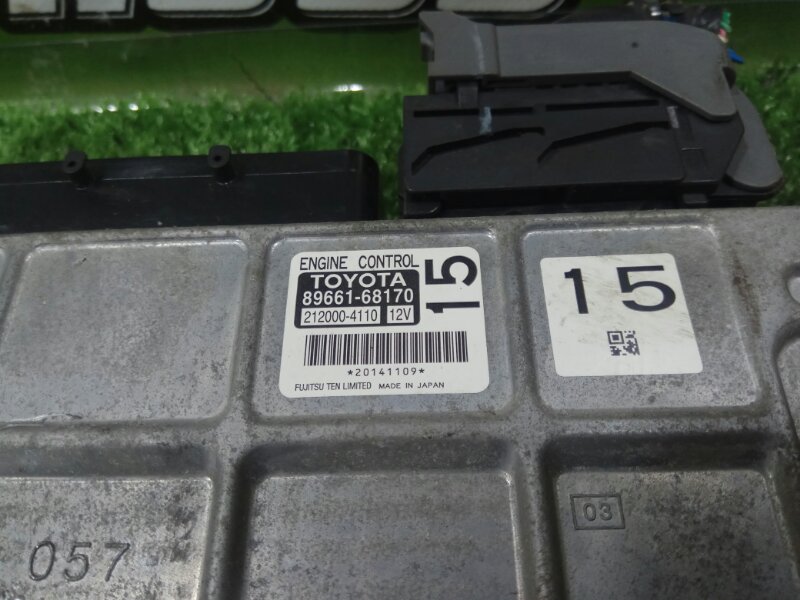 ENGINE CONTROL
TOYOTA
89661-68170
212000-4110 12V
15
*20141109*
FUJITSU TEN LIMITED MADE IN JAPAN
15
03
057